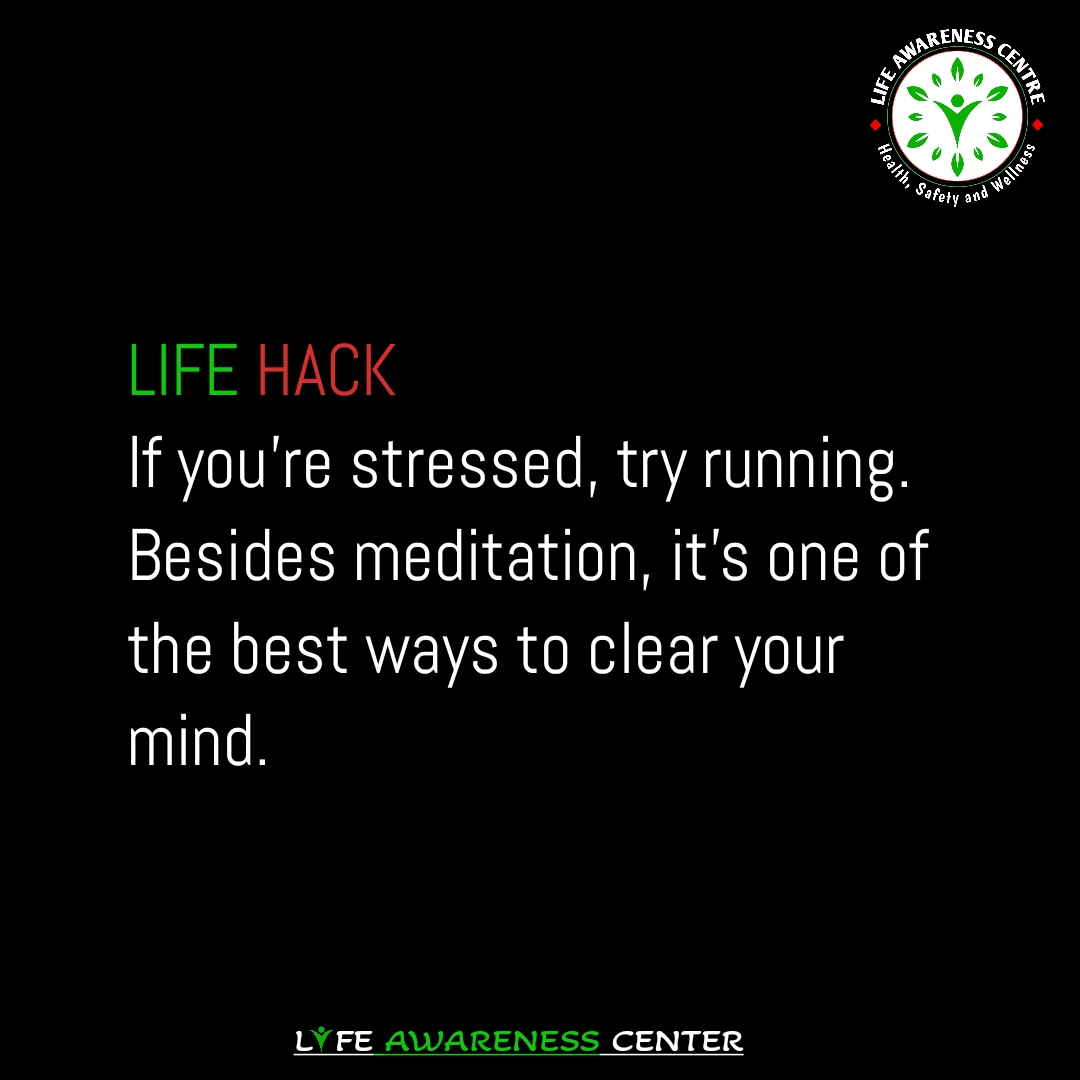 LIFE AWARENESS CENTRE
Health, Safety and Wellness
LIFE HACK
If you're stressed, try running.
Besides meditation, it's one of
the best ways to clear your
mind.
LIFE AWARENESS CENTER